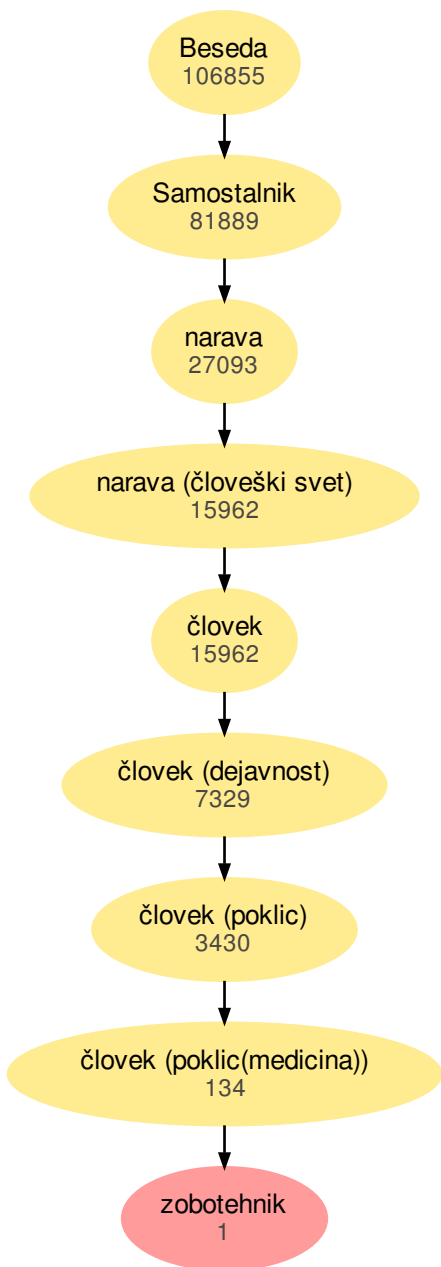 Beseda
106855
Samostalnik
81889
narava
27093
narava (človeški svet)
15962
človek
15962
človek (dejavnost)
7329
človek (poklic)
3430
človek (poklic(medicina))
134
zobotehnik
1